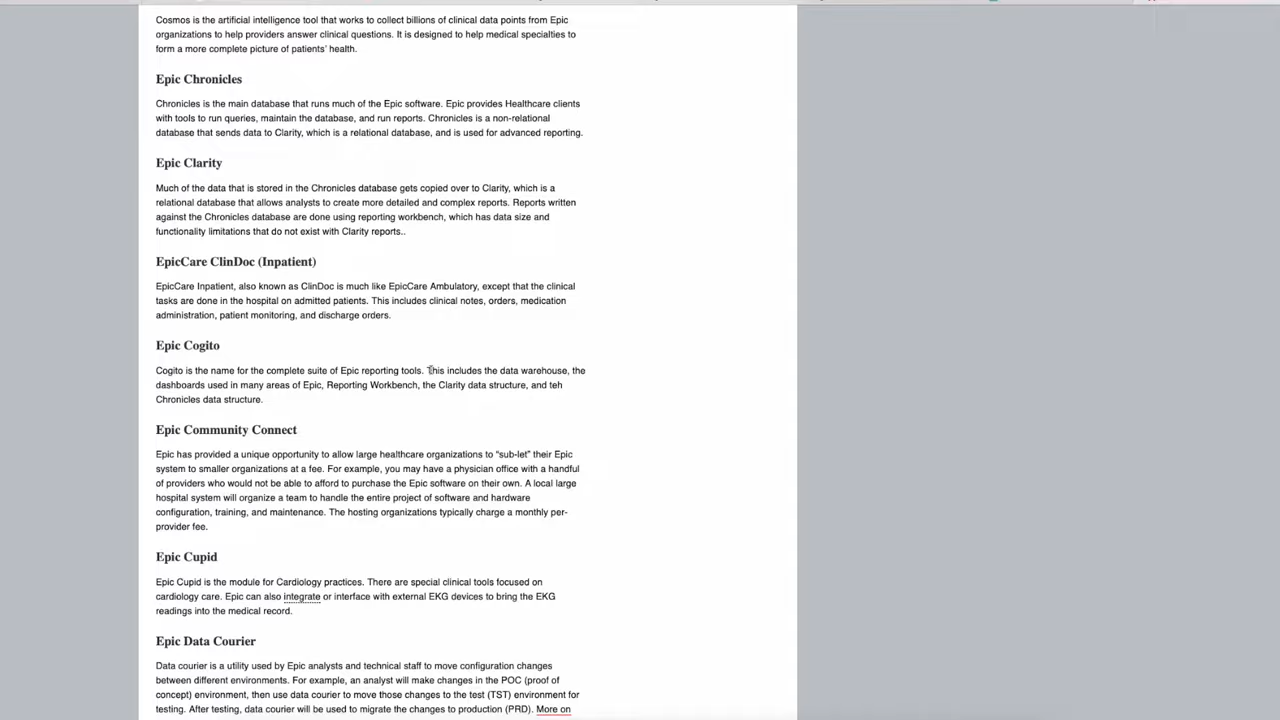 Cosmos is the artificial intelligence tool that works to collect billions of clinical data points from Epic
organizations to help providers answer clinical questions. It is designed to help medical specialties to
form a more complete picture of patients' health.
Epic Chronicles
Chronicles is the main database that runs much of the Epic software. Epic provides Healthcare clients
with tools to run queries, maintain the database, and run reports. Chronicles is a non-relational
database that sends data to Clarity, which is a relational database, and is used for advanced reporting.
Epic Clarity
Much of the data that is stored in the Chronicles database gets copied over to Clarity, which is a
relational database that allows analysts to create more detailed and complex reports. Reports written
against the Chronicles database are done using reporting workbench, which has data size and
functionality limitations that do not exist with Clarity reports..
EpicCare ClinDoc (Inpatient)
EpicCare Inpatient, also known as ClinDoc is much like EpicCare Ambulatory, except that the clinical
tasks are done in the hospital on admitted patients. This includes clinical notes, orders, medication
administration, patient monitoring, and discharge orders.
Epic Cogito
Cogito is the name for the complete suite of Epic reporting tools. This includes the data warehouse, the
dashboards used in many areas of Epic, Reporting Workbench, the Clarity data structure, and teh
Chronicles data structure.
Epic Community Connect
Epic has provided a unique opportunity to allow large healthcare organizations to “sub-let” their Epic
system to smaller organizations at a fee. For example, you may have a physician office with a handful
of providers who would not be able to afford to purchase the Epic software on their own. A local large
hospital system will organize a team to handle the entire project of software and hardware
configuration, training, and maintenance. The hosting organizations typically charge a monthly per-
provider fee.
Epic Cupid
Epic Cupid is the module for Cardiology practices. There are special clinical tools focused on
cardiology care. Epic can also integrate or interface with external EKG devices to bring the EKG
readings into the medical record.
Epic Data Courier
Data courier is a utility used by Epic analysts and technical staff to move configuration changes
between different environments. For example, an analyst will make changes in the POC (proof of
concept) environment, then use data courier to move those changes to the test (TST) environment for
testing. After testing, data courier will be used to migrate the changes to production (PRD). More on